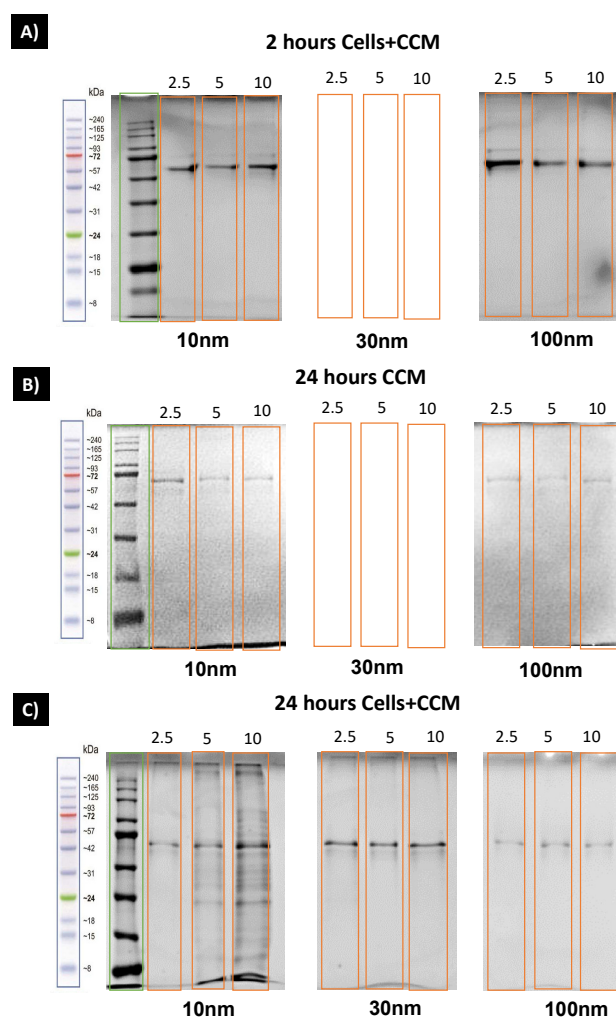 A)
2 hours Cells+CCM
2.5 5 10
2.5 5 10
2.5 5 10
kDa
~240
~165
~125
~93
~72
~57
~42
~31
~24
~18
~15
~8
10nm
30nm
100nm
B)
24 hours CCM
2.5 5 10
2.5 5 10
2.5 5 10
kDa
~240
~165
~125
~93
~72
~57
~42
~31
~24
~18
~15
~8
10nm
30nm
100nm
C)
24 hours Cells+CCM
2.5 5 10
2.5 5 10
2.5 5 10
kDa
~240
~165
~125
~93
~72
~57
~42
~31
~24
~18
~15
~8
10nm
30nm
100nm